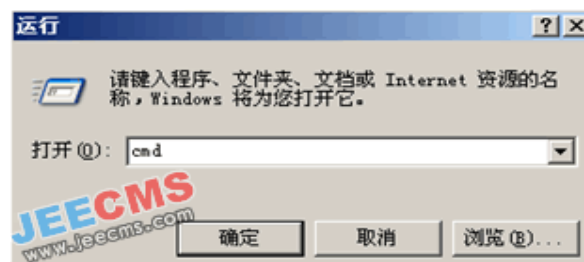 运行
请键入程序、文件夹、文档或 Internet 资源的名
称，Windows 将为您打开它。
打开(O): cmd
JEECMS
www.jeecms.com
确定 取消 浏览(B)...